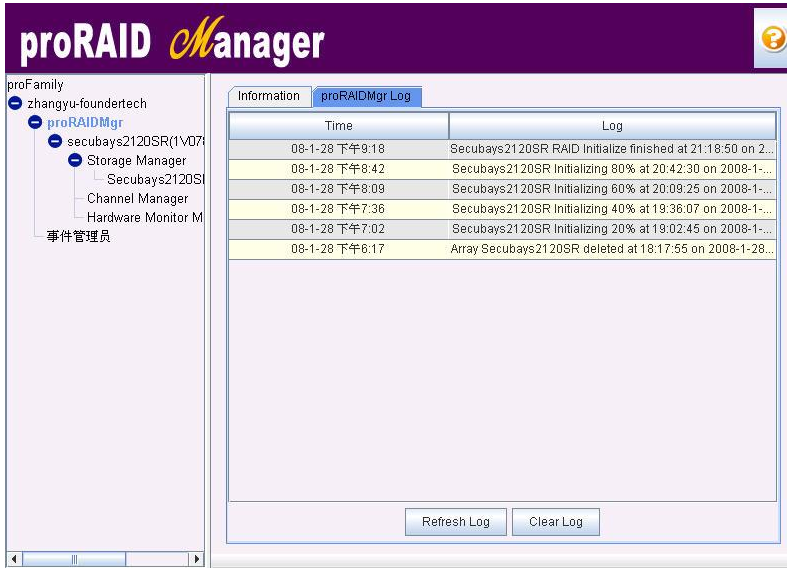 proRAID Manager
proFamily
zhangyu-foundertech
proRAIDMgr
secubays2120SR(1V078
Storage Manager
Secubays2120S
Channel Manager
Hardware Monitor M
事件管理员
Information proRAIDMgr Log
Time Log
08-1-28 下午9:18 Secubays2120SR RAID Initialize finished at 21:18:50 on 2...
08-1-28 下午8:42 Secubays2120SR Initializing 80% at 20:42:30 on 2008-1-...
08-1-28 下午8:09 Secubays2120SR Initializing 60% at 20:09:25 on 2008-1-...
08-1-28 下午7:36 Secubays2120SR Initializing 40% at 19:36:07 on 2008-1-...
08-1-28 下午7:02 Secubays2120SR Initializing 20% at 19:02:45 on 2008-1-...
08-1-28 下午6:17 Array Secubays2120SR deleted at 18:17:55 on 2008-1-28...
Refresh Log Clear Log